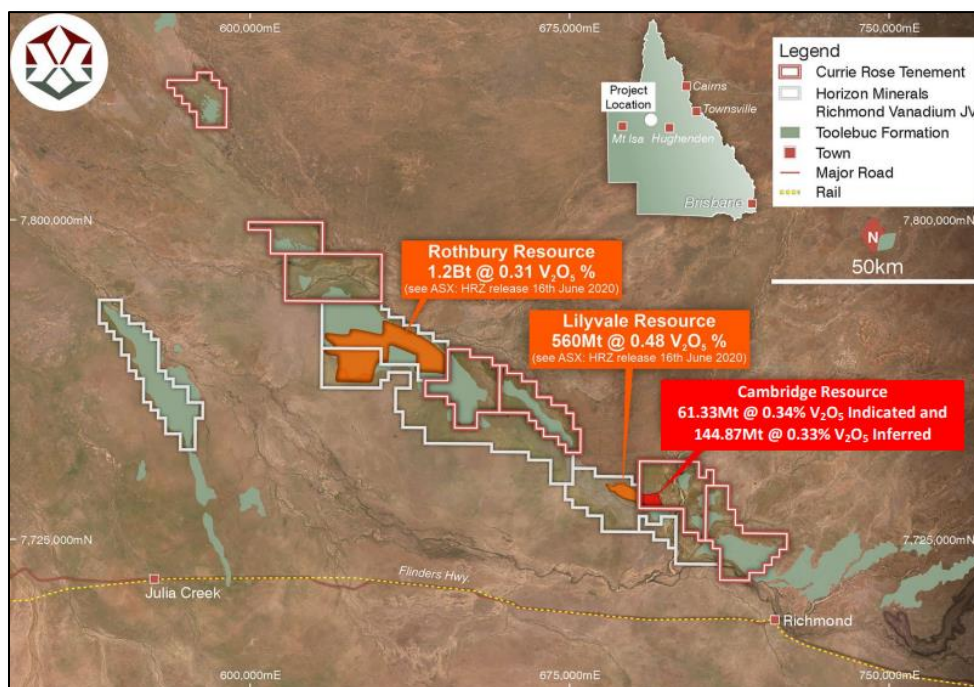 600,000mE
675,000mE
750,000mE
Legend
Currie Rose Tenement
Horizon Minerals
Richmond Vanadium JV
Toolebuc Formation
Town
Major Road
Rail
Project
Location
Cairns
Townsville
Mt Isa
Hughenden
Brisbane
7,800,000mN
7,800,000mN
N
50km
Rothbury Resource
1.2Bt @ 0.31 V₂O₅ %
(see ASX: HRZ release 16th June 2020)
Lilyvale Resource
560Mt @ 0.48 V₂O₅ %
(see ASX: HRZ release 16th June 2020)
Cambridge Resource
61.33Mt @ 0.34% V₂O₅ Indicated and
144.87Mt @ 0.33% V₂O₅ Inferred
7,725,000mN
7,725,000mN
Flinders Hwy.
Julia Creek
Richmond
600,000mE
675,000mE
750,000mE